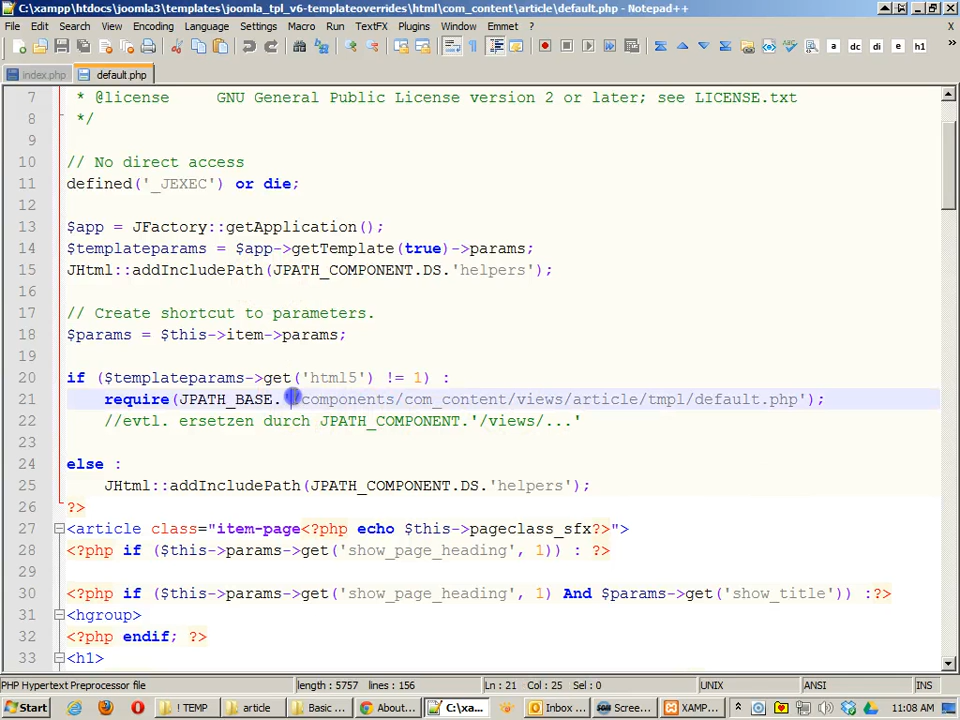 C:\xampp\htdocs\joomla3\templates\joomla_tpl_v6-templateoverrides\html\com_content\article\default.php - Notepad++
File Edit Search View Encoding Language Settings Macro Run TextFX Plugins Window Emmet ? X
a dc di e h1 »
index.php default.php
7 * @license GNU General Public License version 2 or later; see LICENSE.txt
8 */
9
10 // No direct access
11 defined('_JEXEC') or die;
12
13 $app = JFactory::getApplication();
14 $templateparams = $app->getTemplate(true)->params;
15 JHtml::addIncludePath(JPATH_COMPONENT.DS.'helpers');
16
17 // Create shortcut to parameters.
18 $params = $this->item->params;
19
20 if ($templateparams->get('html5') != 1) :
21 require(JPATH_BASE.'/components/com_content/views/article/tmpl/default.php');
22 //evtl. ersetzen durch JPATH_COMPONENT.'/views/...'
23
24 else :
25 JHtml::addIncludePath(JPATH_COMPONENT.DS.'helpers');
26 ?>
27 <article class="item-page<?php echo $this->pageclass_sfx?>">
28 <?php if ($this->params->get('show_page_heading', 1)) : ?>
29
30 <?php if ($this->params->get('show_page_heading', 1) And $params->get('show_title')) :?>
31 <hgroup>
32 <?php endif; ?>
33 <h1>
PHP Hypertext Preprocessor file length : 5757 lines : 156 Ln : 21 Col : 25 Sel : 0 UNIX ANSI INS
Start ! TEMP article Basic ... About... C:\xa... Inbox ... Scree... XAMP... 11:08 AM